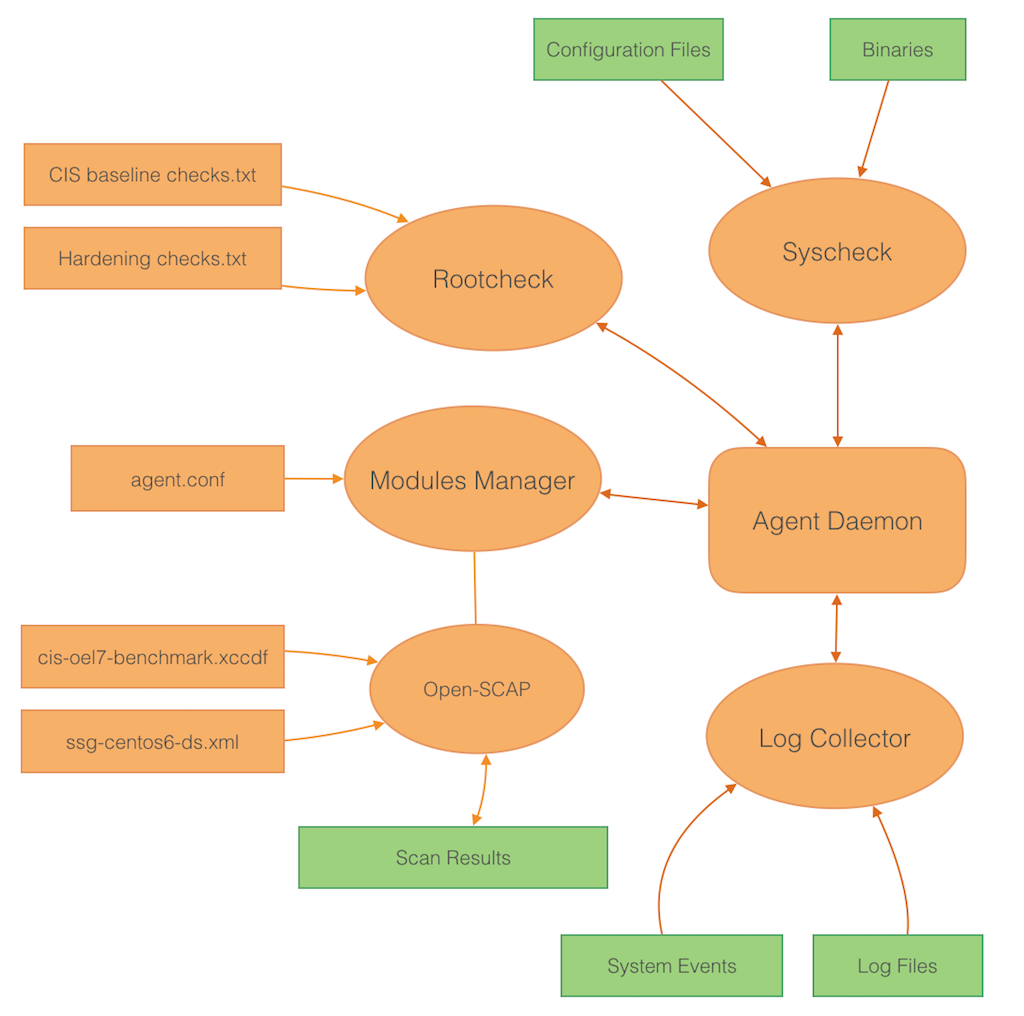 Configuration Files
Binaries
CIS baseline checks.txt
Hardening checks.txt
Rootcheck
Syscheck
agent.conf
Modules Manager
Agent Daemon
cis-oel7-benchmark.xccdf
Open-SCAP
ssg-centos6-ds.xml
Log Collector
Scan Results
System Events
Log Files